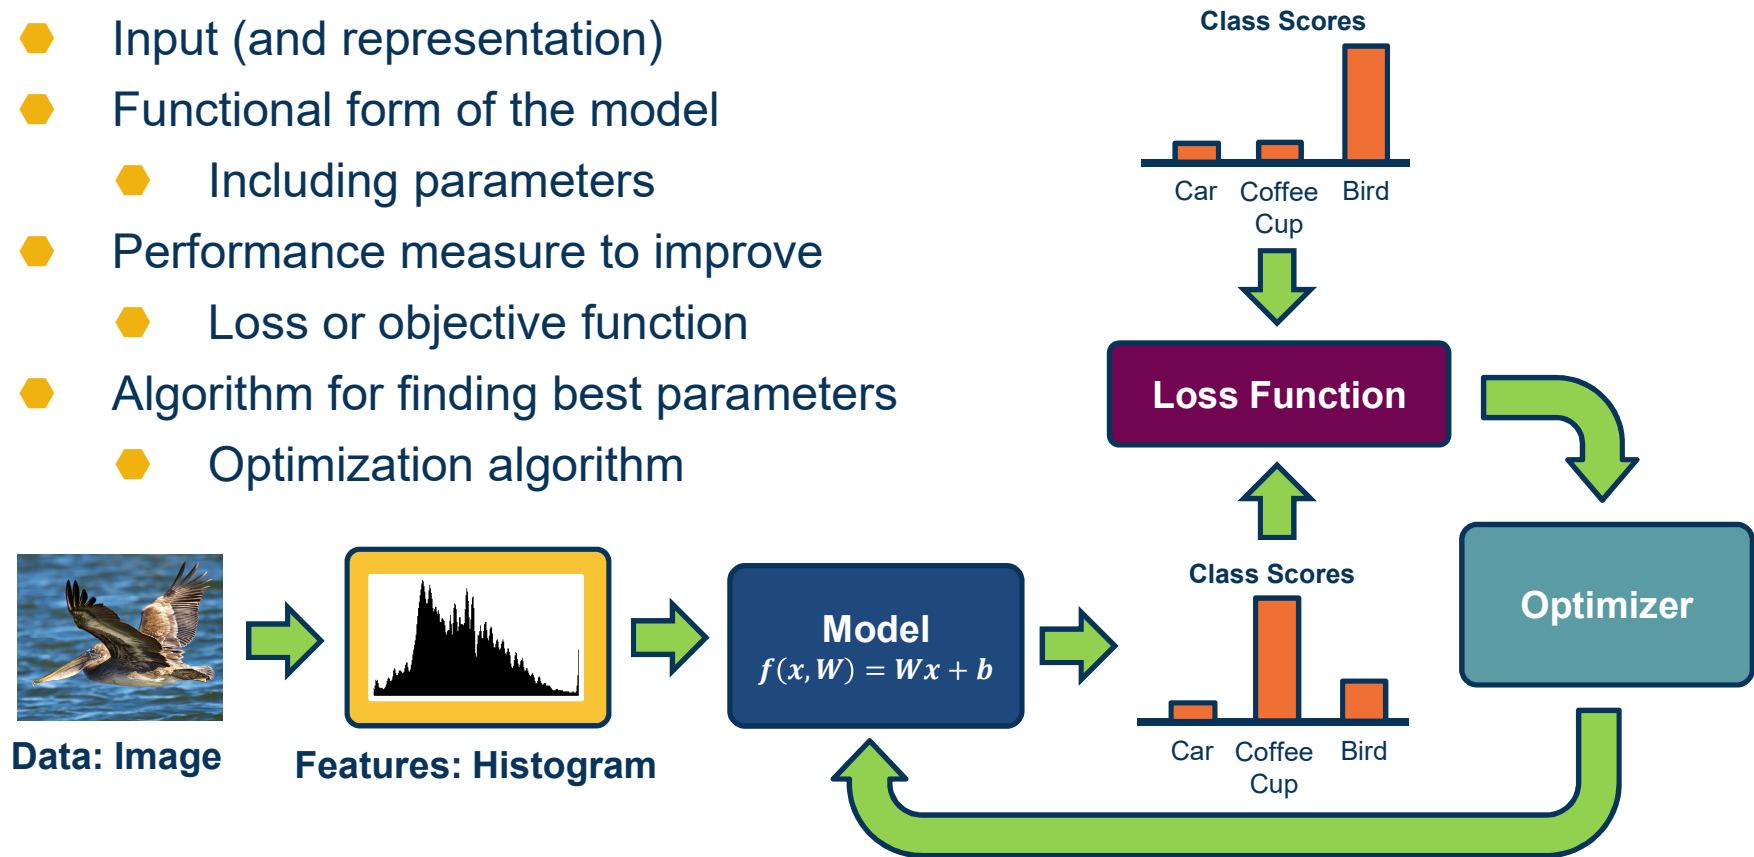 Input (and representation)
Functional form of the model
Including parameters
Performance measure to improve
Loss or objective function
Algorithm for finding best parameters
Optimization algorithm
Class Scores
Car
Coffee
Cup
Bird
Loss Function
Optimizer
Data: Image
Features: Histogram
Model
f(x, W) = Wx + b
Class Scores
Car
Coffee
Cup
Bird